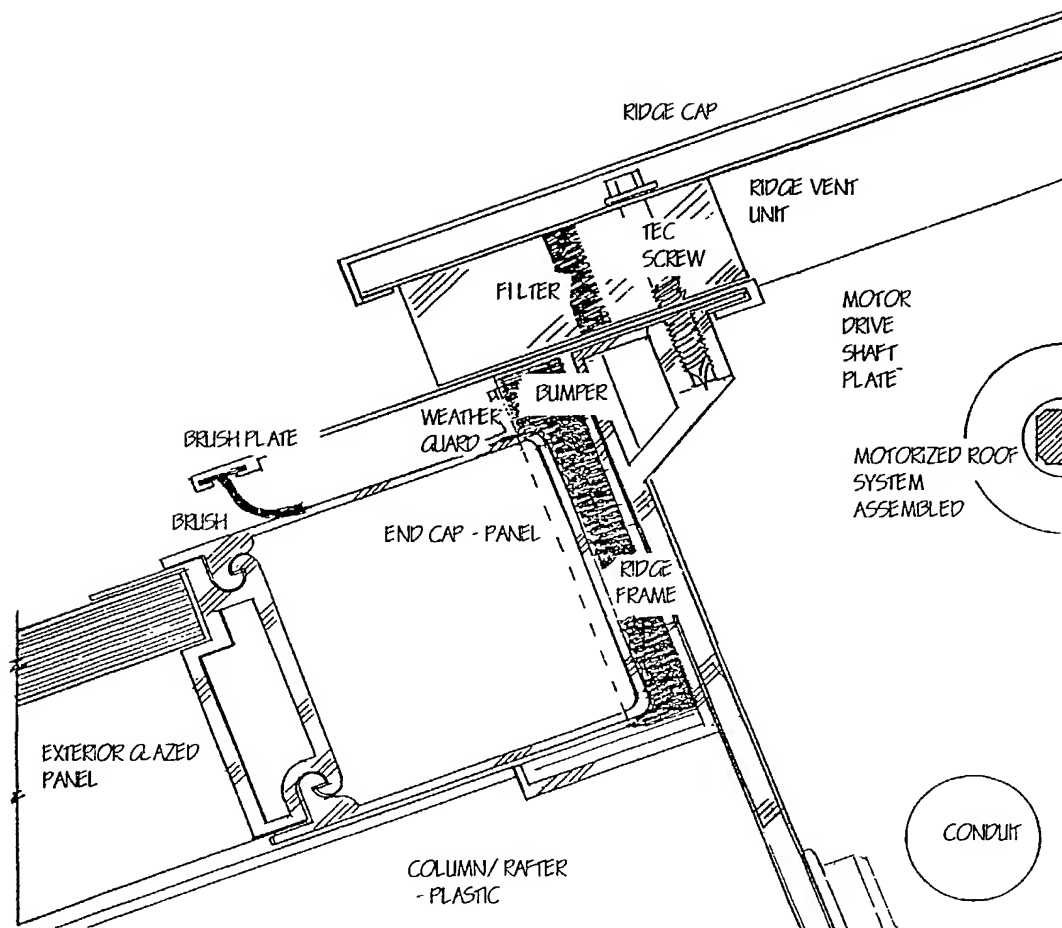 RIDGE CAP
RIDGE VENT
UNIT
TEC
SCREW
FILTER
MOTOR
DRIVE
SHAFT
PLATE
BUMPER
WEATHER
GUARD
BRUSH PLATE
MOTORIZED ROOF
SYSTEM
ASSEMBLED
BRUSH
END CAP - PANEL
RIDGE
FRAME
EXTERIOR GLAZED
PANEL
CONDUIT
COLUMN/ RAFTER
- PLASTIC